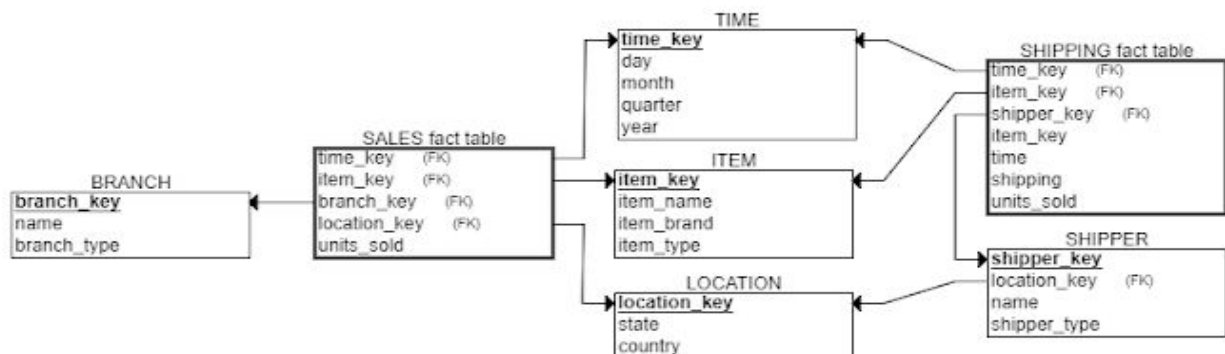 TIME
time_key
day
month
quarter
year
SHIPPING fact table
time_key (FK)
item_key (FK)
shipper_key (FK)
item_key
time
shipping
units_sold
SALES fact table
time_key (FK)
item_key (FK)
branch_key (FK)
location_key (FK)
units_sold
BRANCH
branch_key
name
branch_type
ITEM
item_key
item_name
item_brand
item_type
SHIPPER
shipper_key
location_key (FK)
name
shipper_type
LOCATION
location_key
state
country